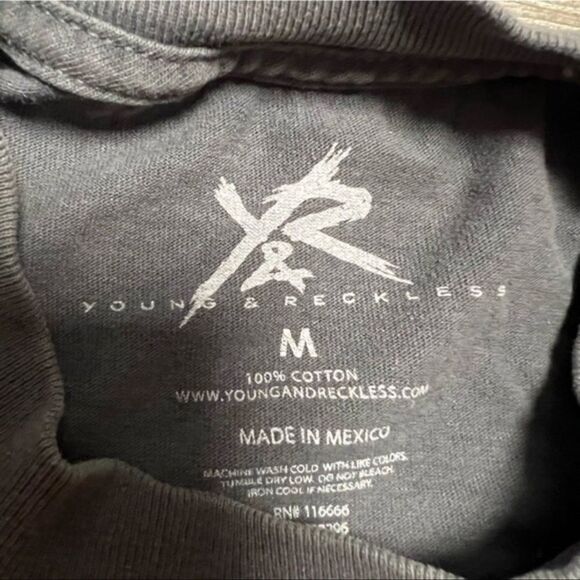 Y&R
YOUNG & RECKLESS
M
100% COTTON
WWW.YOUNGANDRECKLESS.COM
MADE IN MEXICO
MACHINE WASH COLD WITH LIKE COLORS.
TUMBLE DRY LOW. DO NOT BLEACH.
IRON COOL IF NECESSARY.
RN# 116666